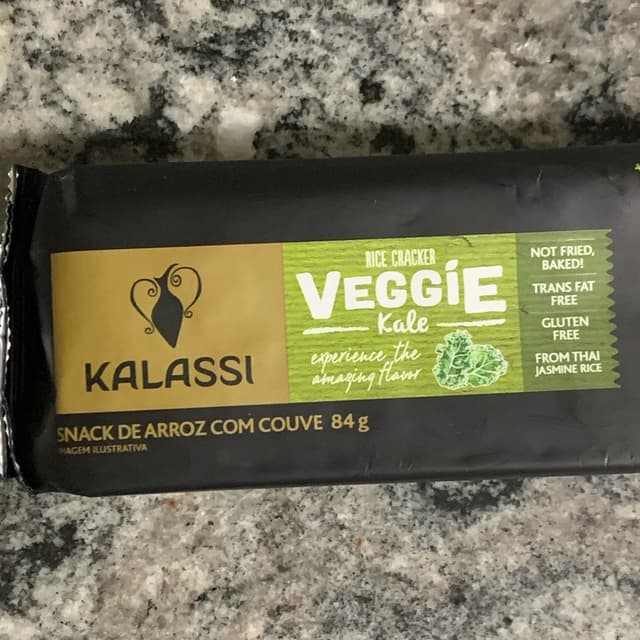 KALASSI
RICE CRACKER
VEGGiE
Kale
experience the
amazing flavor
NOT FRIED,
BAKED!
TRANS FAT
FREE
GLUTEN
FREE
FROM THAI
JASMINE RICE
SNACK DE ARROZ COM COUVE 84 g
IMAGEM ILUSTRATIVA